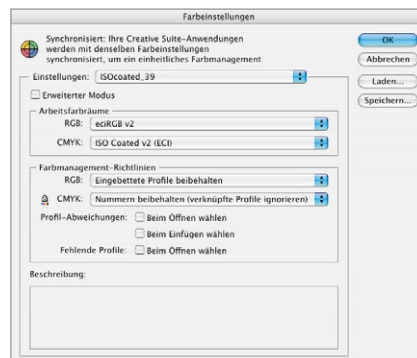 Farbeinstellungen
Synchronisiert: Ihre Creative Suite-Anwendungen
werden mit denselben Farbeinstellungen
synchronisiert, um ein einheitliches Farbmanagement
OK
Abbrechen
Laden...
Speichern...
Einstellungen: ISOcoated_39
Erweiterter Modus
Arbeitsfarbräume
RGB: eciRGB v2
CMYK: ISO Coated v2 (ECI)
Farbmanagement-Richtlinien
RGB: Eingebettete Profile beibehalten
CMYK: Nummern beibehalten (verknüpfte Profile ignorieren)
Profil-Abweichungen: Beim Öffnen wählen
Beim Einfügen wählen
Fehlende Profile: Beim Öffnen wählen
Beschreibung: